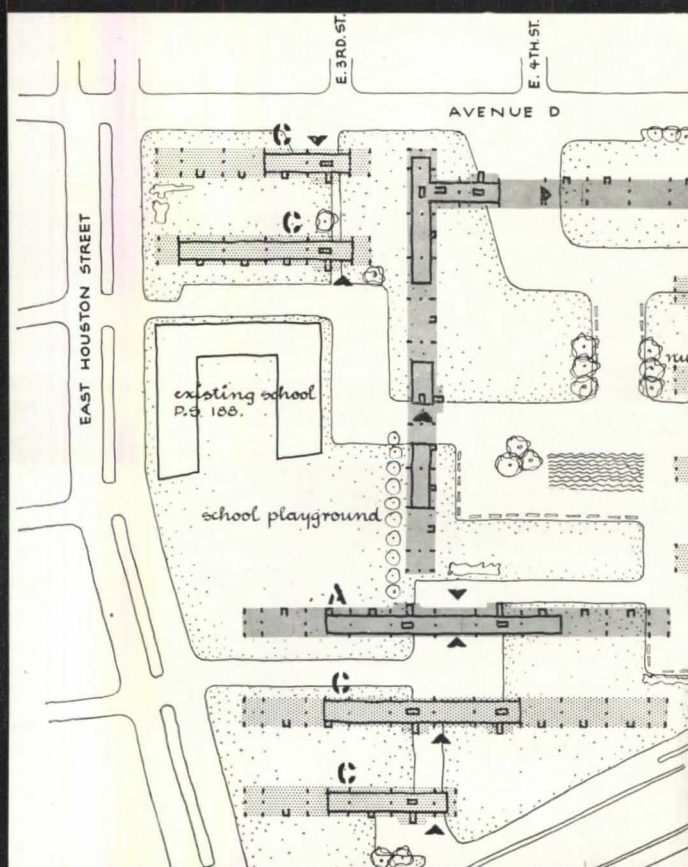 E. 3RD. ST.
E. 4TH. ST.
AVENUE D
C
C
EAST HOUSTON STREET
existing school
P.S. 188.
school playground
A
C
C